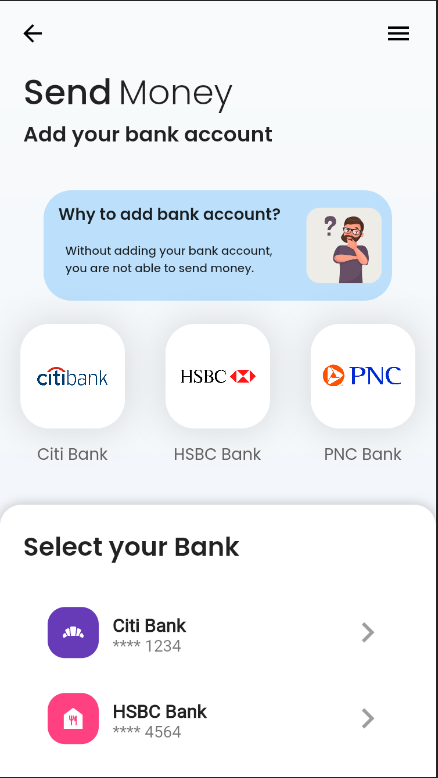 Send Money
Add your bank account
Why to add bank account?
Without adding your bank account,
you are not able to send money.
?
citibank
HSBC
PNC
Citi Bank
HSBC Bank
PNC Bank
Select your Bank
Citi Bank
**** 1234
HSBC Bank
**** 4564